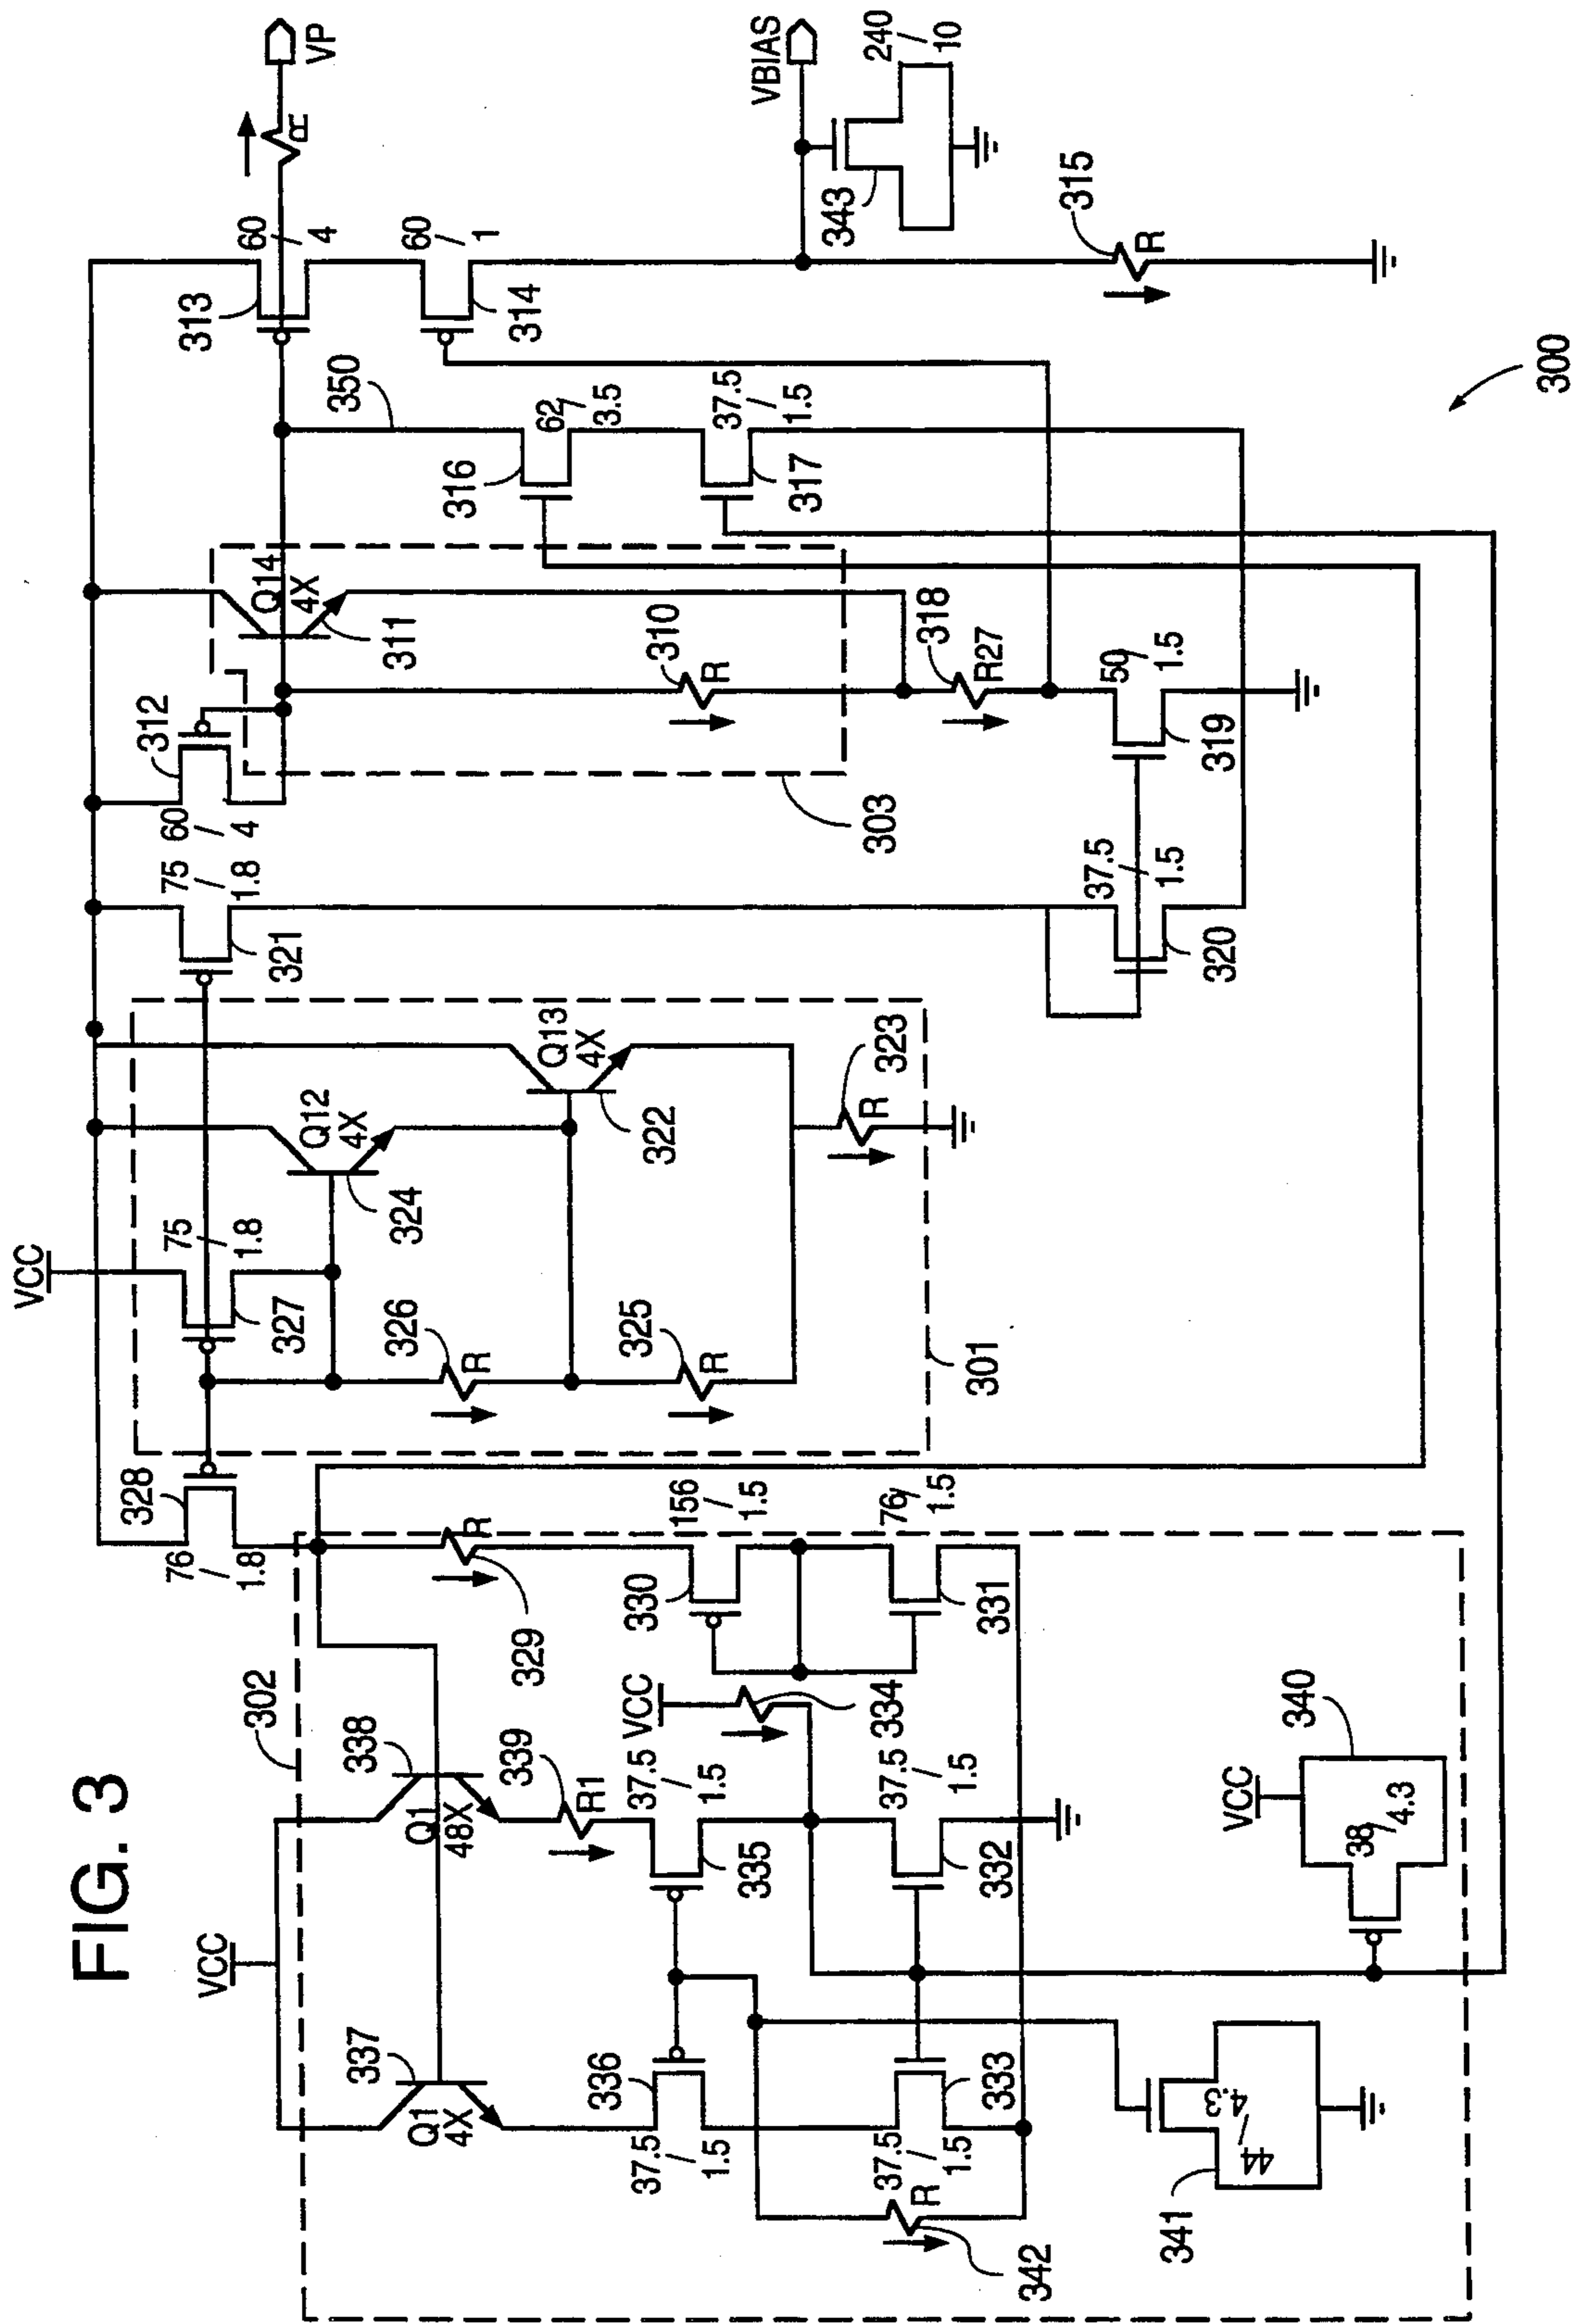 FIG. 3
VCC
337
Q1
4X
338
Q1
48X
302
339
R1
328
76/1.8
VCC
327
75/1.8
324
Q12
4X
Q13
4X
322
323
R
326
R
325
R
301
321
75/1.8
312
60/4
Q14
4X
311
310
R
303
318
R27
350
316
62/3.5
317
37.5/1.5
313
60/4
314
60/1
R
VP
VBIAS
343
240/10
315
R
319
50/1.5
320
37.5/1.5
300
329
R
330
156/1.5
331
76/1.5
VCC
334
335
37.5/1.5
332
37.5/1.5
336
37.5/1.5
333
37.5/1.5
342
R
341
44/4.3
VCC
340
38/4.3